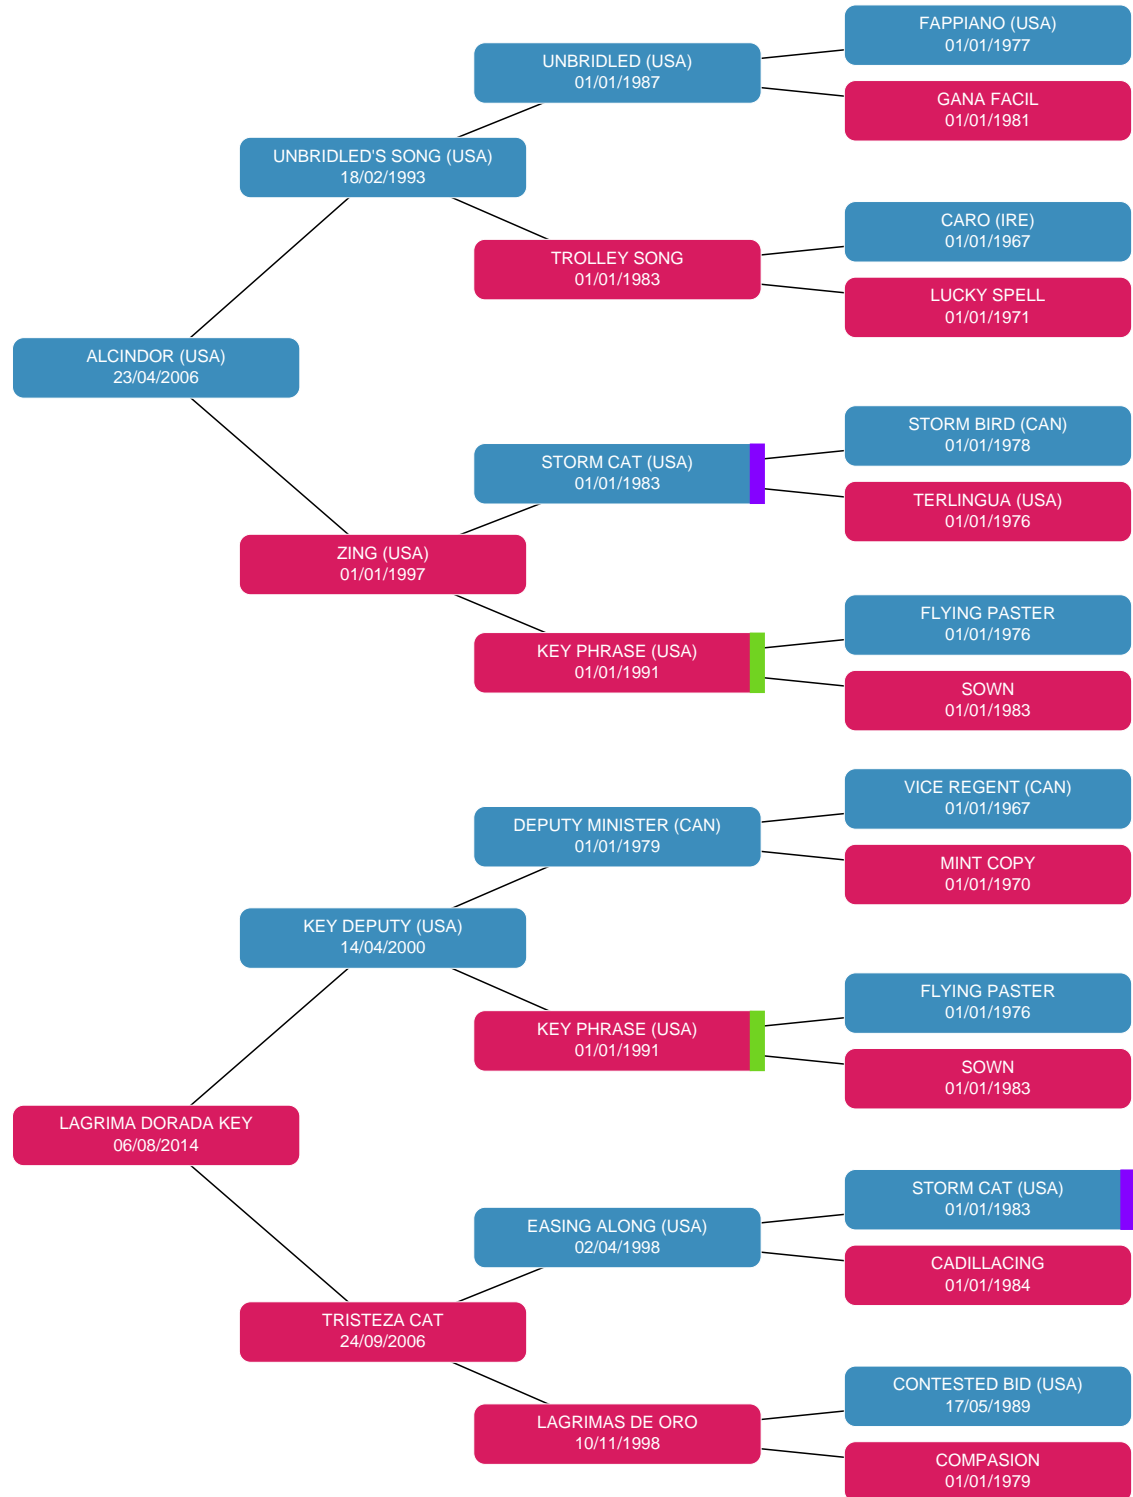 FAPPIANO (USA)
01/01/1977
UNBRIDLED (USA)
01/01/1987
GANA FACIL
01/01/1981
UNBRIDLED'S SONG (USA)
18/02/1993
CARO (IRE)
01/01/1967
TROLLEY SONG
01/01/1983
LUCKY SPELL
01/01/1971
ALCINDOR (USA)
23/04/2006
STORM BIRD (CAN)
01/01/1978
STORM CAT (USA)
01/01/1983
TERLINGUA (USA)
01/01/1976
ZING (USA)
01/01/1997
FLYING PASTER
01/01/1976
KEY PHRASE (USA)
01/01/1991
SOWN
01/01/1983
VICE REGENT (CAN)
01/01/1967
DEPUTY MINISTER (CAN)
01/01/1979
MINT COPY
01/01/1970
KEY DEPUTY (USA)
14/04/2000
FLYING PASTER
01/01/1976
KEY PHRASE (USA)
01/01/1991
SOWN
01/01/1983
LAGRIMA DORADA KEY
06/08/2014
STORM CAT (USA)
01/01/1983
EASING ALONG (USA)
02/04/1998
CADILLACING
01/01/1984
TRISTEZA CAT
24/09/2006
CONTESTED BID (USA)
17/05/1989
LAGRIMAS DE ORO
10/11/1998
COMPASION
01/01/1979